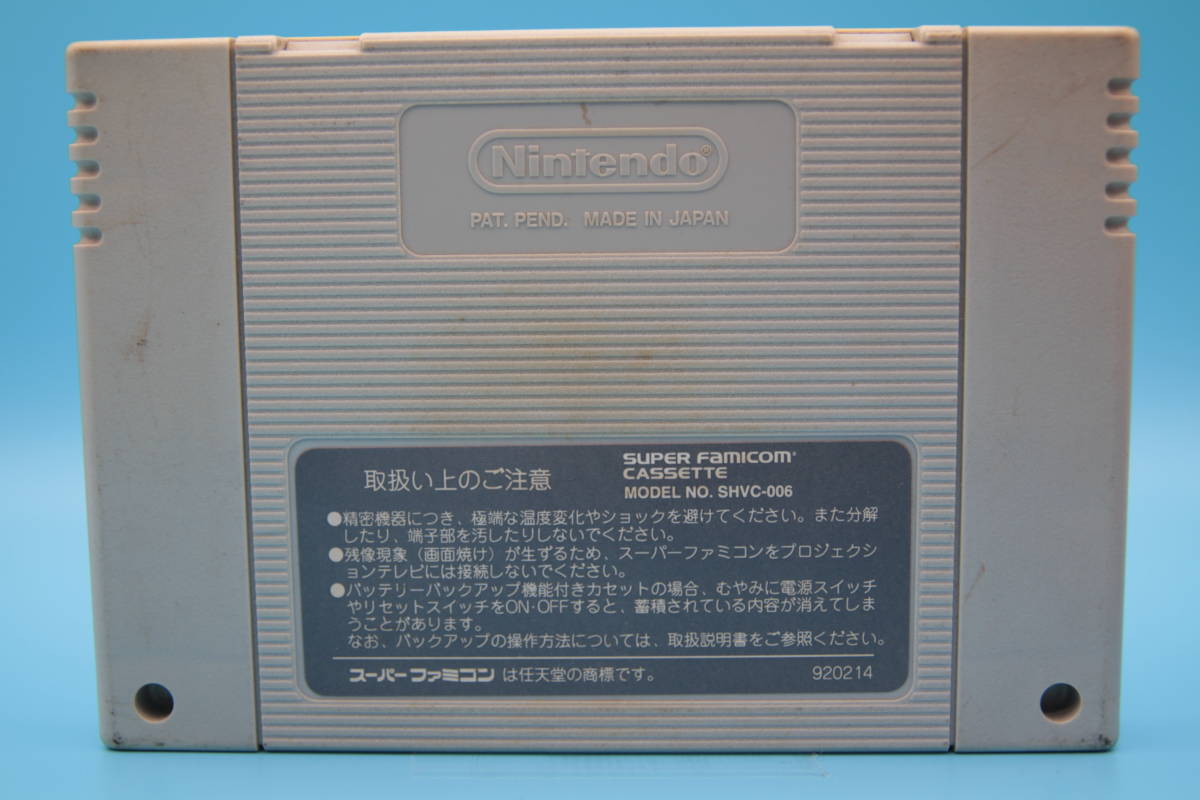 Nintendo®
PAT. PEND. MADE IN JAPAN
取扱い上のご注意
SUPER FAMICOM
CASSETTE
MODEL NO. SHVC-006
●精密機器につき、極端な温度変化やショックを避けてください。また分解
したり、端子部を汚したりしないでください。
●残像現象(画面焼け)が生ずるため、スーパーファミコンをプロジェクシ
ョンテレビには接続しないでください。
●バッテリーバックアップ機能付きカセットの場合、むやみに電源スイッチ
やリセットスイッチをON・OFFすると、蓄積されている内容が消えてしま
うことがあります。
なお、バックアップの操作方法については、取扱説明書をご参照ください。
スーパーファミコンは任天堂の商標です。
920214